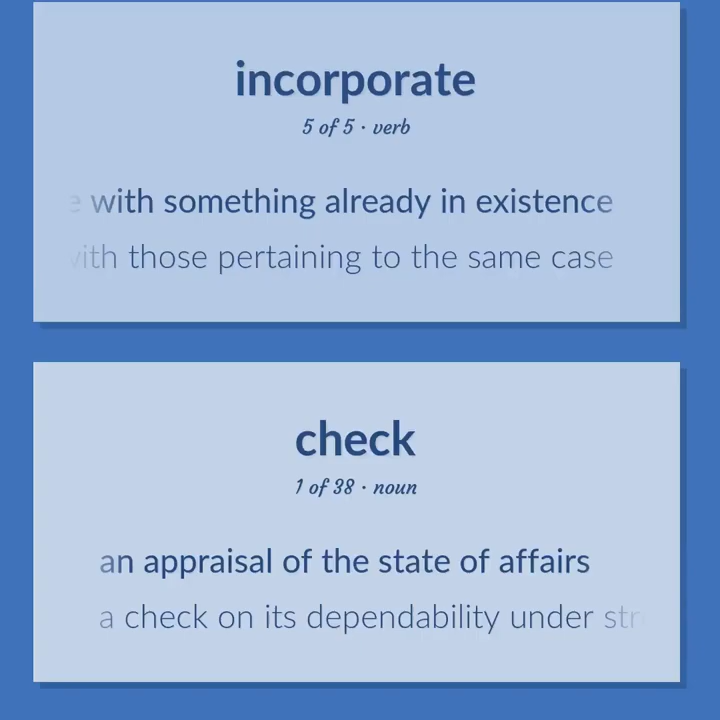 incorporate
5 of 5 · verb
with something already in existence
those pertaining to the same case
check
1 of 38 · noun
an appraisal of the state of affairs
a check on its dependability under